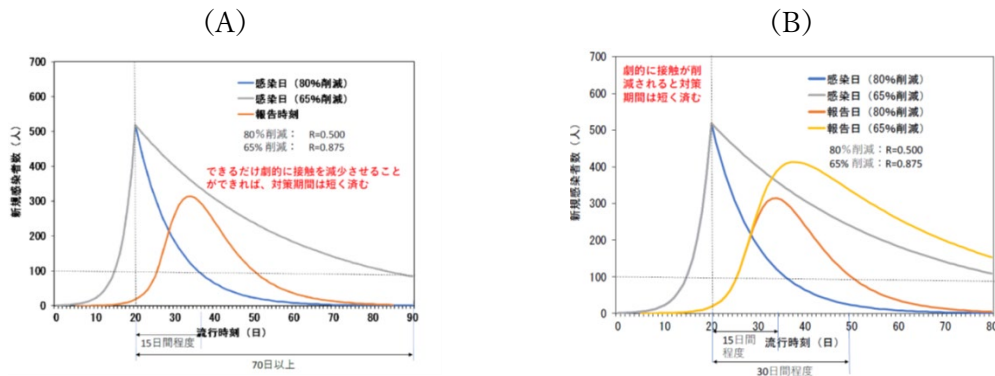 (A)
700
600
500
400
300
200
100
0
新規感染者数（人）
感染日（80%削減）
感染日（65%削減）
報告時刻
80%削減： R=0.500
65%削減： R=0.875
できるだけ劇的に接触を減少させること
ができれば、対策期間は短く済む
0 10 20 30 40 50 60 70 80 90
流行時刻（日）
15日間程度
70日以上
(B)
700
600
500
400
300
200
100
0
新規感染者数（人）
劇的に接触が削
減されると対策
期間は短く済む
感染日（80%削減）
感染日（65%削減）
報告日（80%削減）
報告日（65%削減）
80%削減： R=0.500
65%削減： R=0.875
0 10 20 30 40 50 60 70 80
流行時刻（日）
15日間
程度
30日間程度